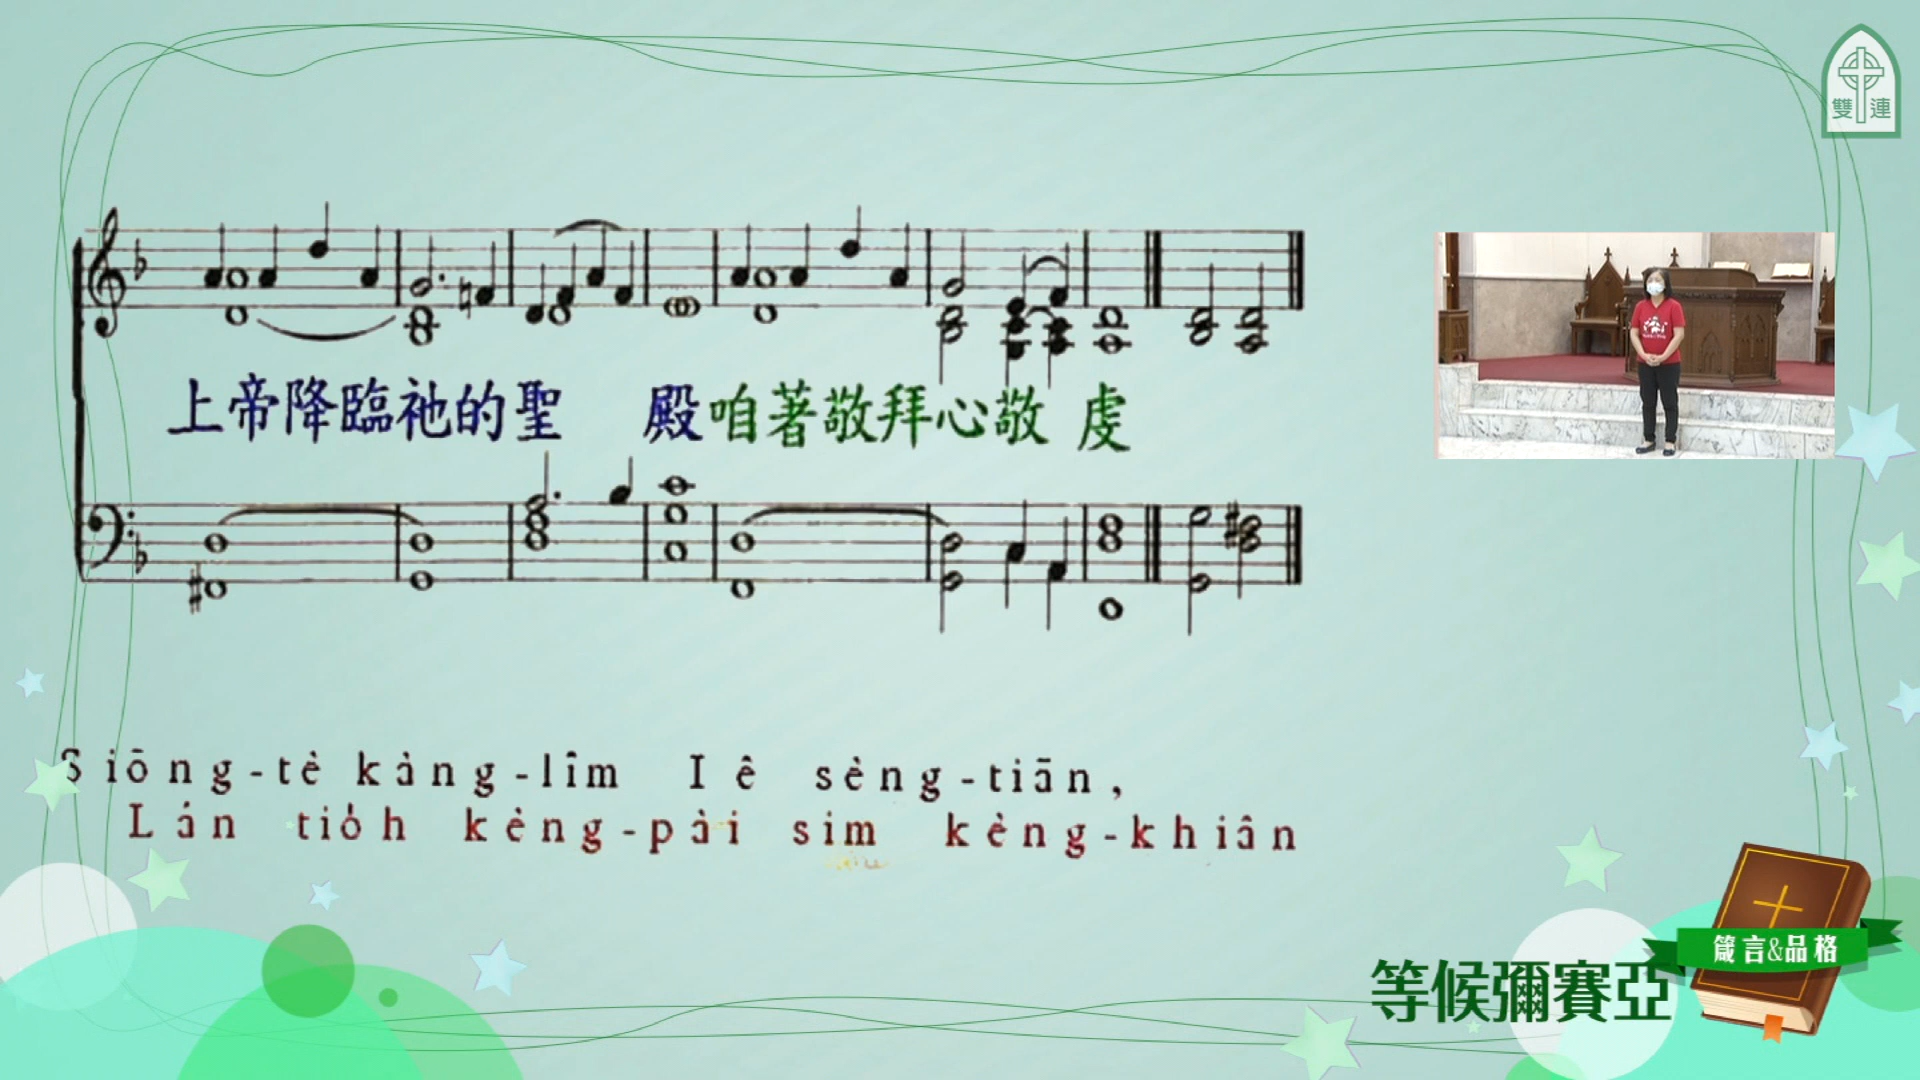 雙連
上帝降臨祂的聖 殿咱著敬拜心敬 虔
Siōng-tè kàng-lîm Iê sèng-tiān,
Lán tio̍h kèng-pài sim kèng-khiân
箴言&品格
等候彌賽亞